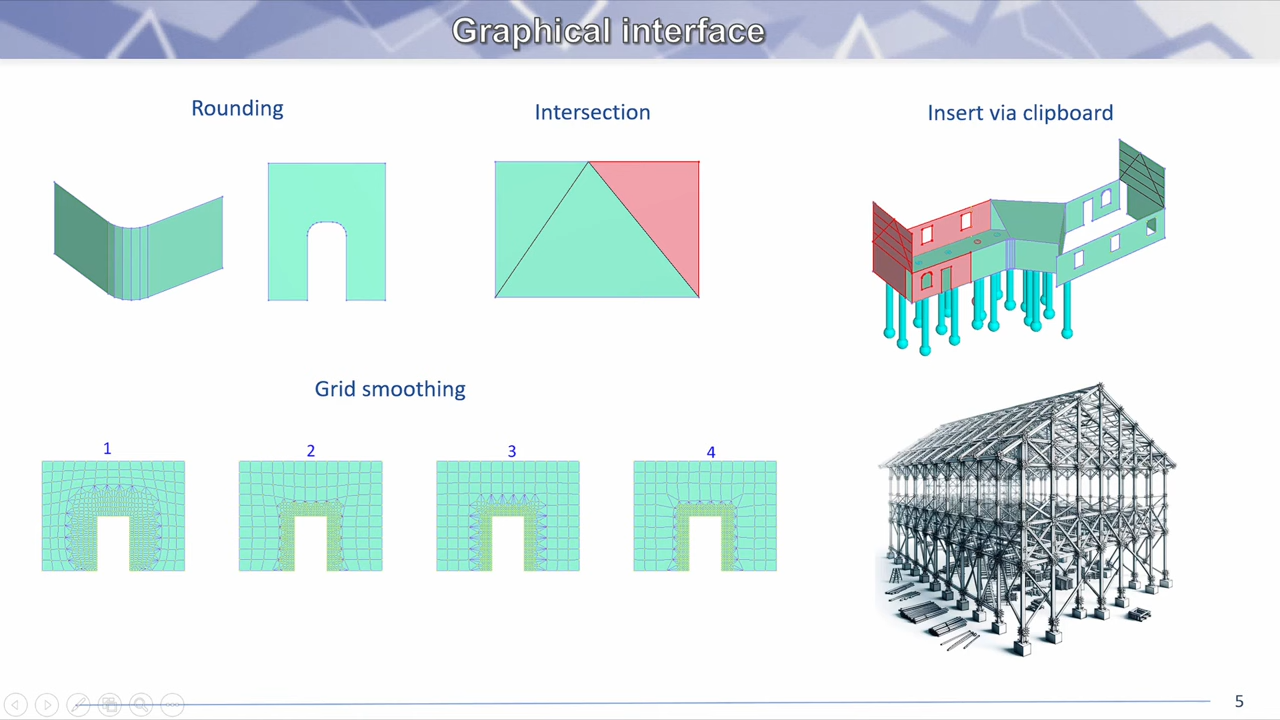 Graphical interface
Rounding
Intersection
Insert via clipboard
Grid smoothing
1
2
3
4
5